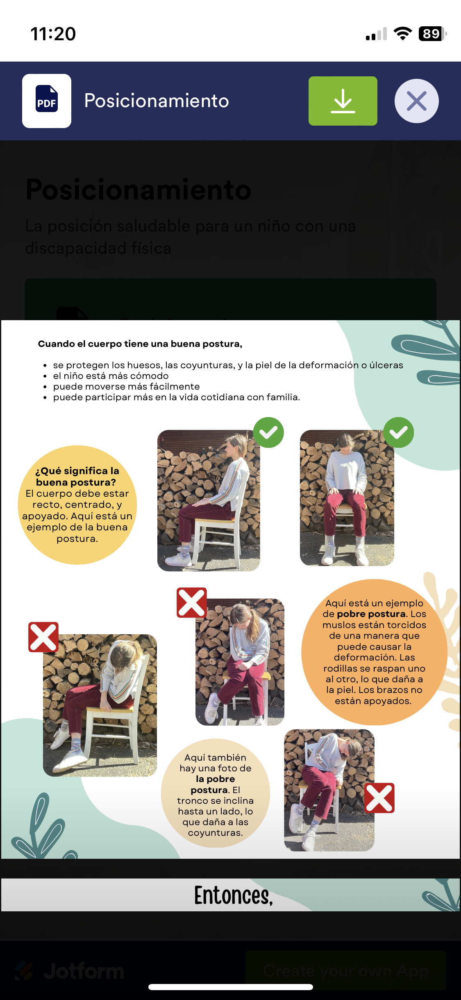 11:20
89
PDF
Posicionamiento
Posicionamiento
La posición saludable para un niño con una
discapacidad física
Cuando el cuerpo tiene una buena postura,
se protegen los huesos, las coyunturas, y la piel de la deformación o úlceras
el niño está más cómodo
puede moverse más fácilmente
puede participar más en la vida cotidiana con familia.
¿Qué significa la
buena postura?
El cuerpo debe estar
recto, centrado, y
apoyado. Aquí está un
ejemplo de la buena
postura.
Aquí está un ejemplo
de pobre postura. Los
muslos están torcidos
de una manera que
puede causar la
deformación. Las
rodillas se raspan uno
al otro, lo que daña a
la piel. Los brazos no
están apoyados.
Aquí también
hay una foto de
la pobre
postura. El
tronco se inclina
hasta un lado, lo
que daña a las
coyunturas.
Entonces,
Jotform
Create your own App